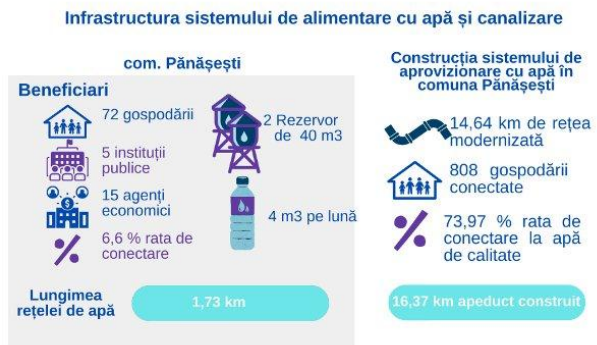 Infrastructura sistemului de alimentare cu apă și canalizare
com. Pănășești
Beneficiari
72 gospodării
5 instituții
publice
15 agenți
economici
6,6 % rata de
conectare
2 Rezervor
de 40 m3
4 m3 pe lună
Lungimea
rețelei de apă
1,73 km
Construcția sistemului de
aprovizionare cu apă în
comuna Pănășești
14,64 km de rețea
modernizată
808 gospodării
conectate
73,97 % rata de
conectare la apă
de calitate
16,37 km apeduct construit